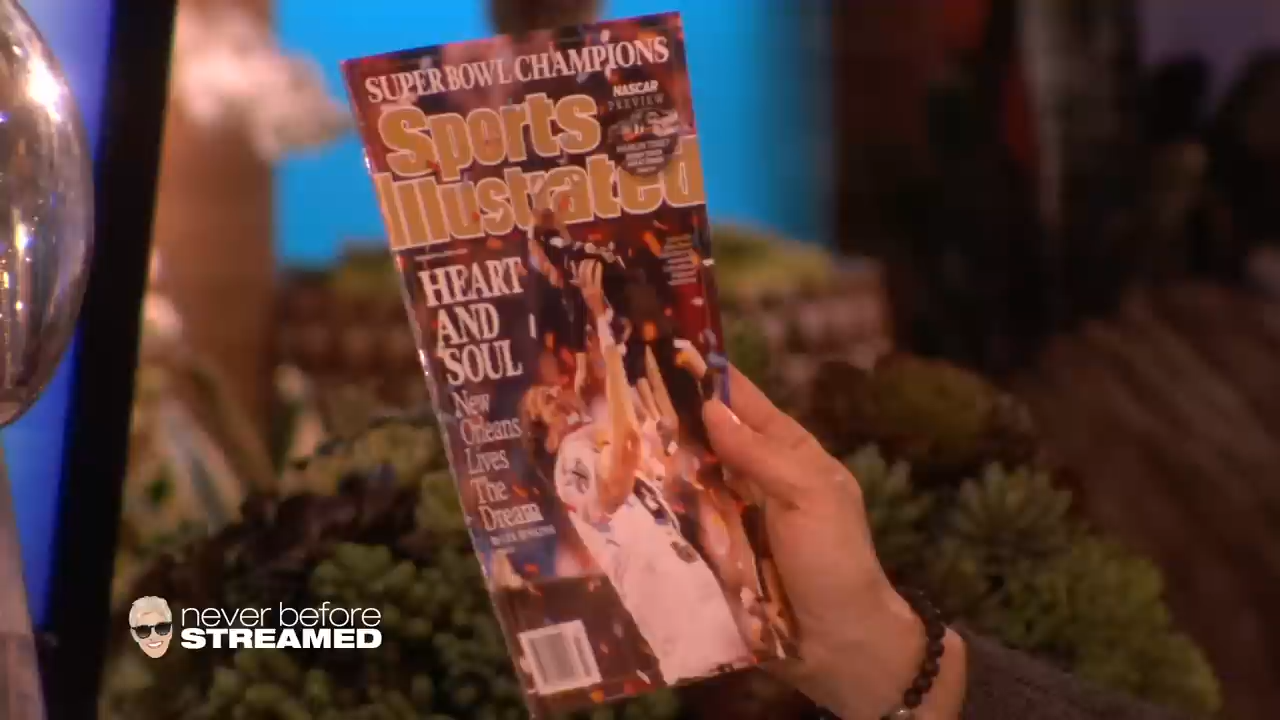 SUPER BOWL CHAMPIONS
Sports
Illustrated
NASCAR
PREVIEW
HEART
AND
SOUL
New
Orleans
Lives
The
Dream
never before
STREAMED